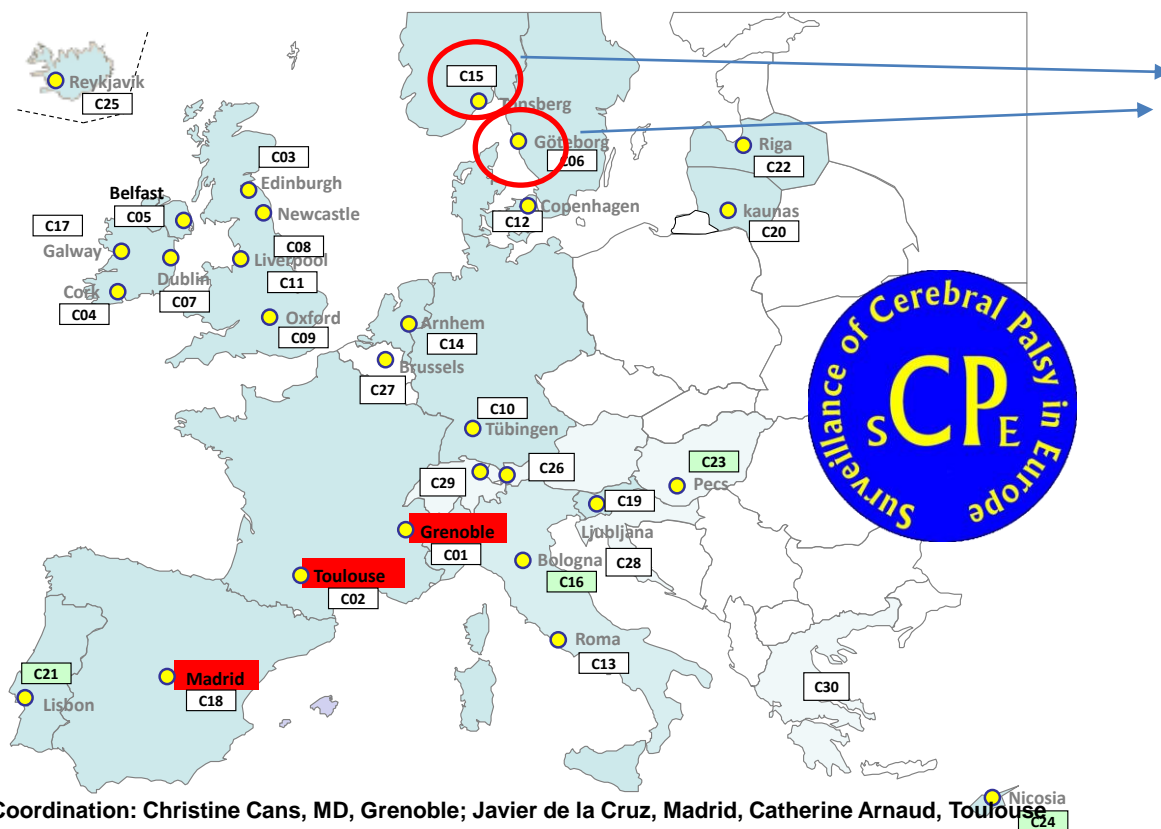 C15
Tønsberg
Reykjavik
C25
Göteborg
C06
Riga
C22
C03
Edinburgh
Belfast
C05
C17
Newcastle
Copenhagen
C12
kaunas
C20
Galway
C08
Liverpool
Dublin
C11
C07
Cork
C04
Oxford
C09
Arnhem
C14
Brussels
C27
Surveillance of Cerebral Palsy in Europe
SCPE
C10
Tübingen
C26
C29
C23
Pecs
C19
Ljubljana
Grenoble
C01
Bologna
C28
C16
Toulouse
C02
Roma
C13
C21
Madrid
C18
Lisbon
C30
Nicosia
C24
Coordination: Christine Cans, MD, Grenoble; Javier de la Cruz, Madrid, Catherine Arnaud, Toulouse